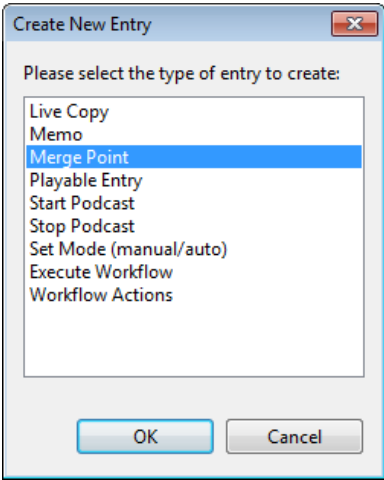 Create New Entry
Please select the type of entry to create:
Live Copy
Memo
Merge Point
Playable Entry
Start Podcast
Stop Podcast
Set Mode (manual/auto)
Execute Workflow
Workflow Actions
OK Cancel